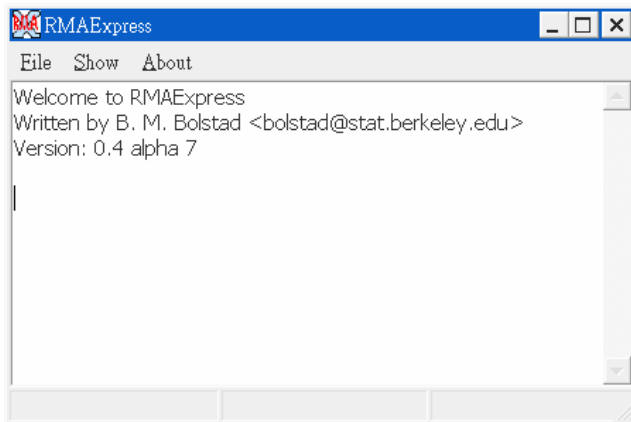 RMA RMAExpress
File Show About
Welcome to RMAExpress
Written by B. M. Bolstad <bolstad@stat.berkeley.edu>
Version: 0.4 alpha 7